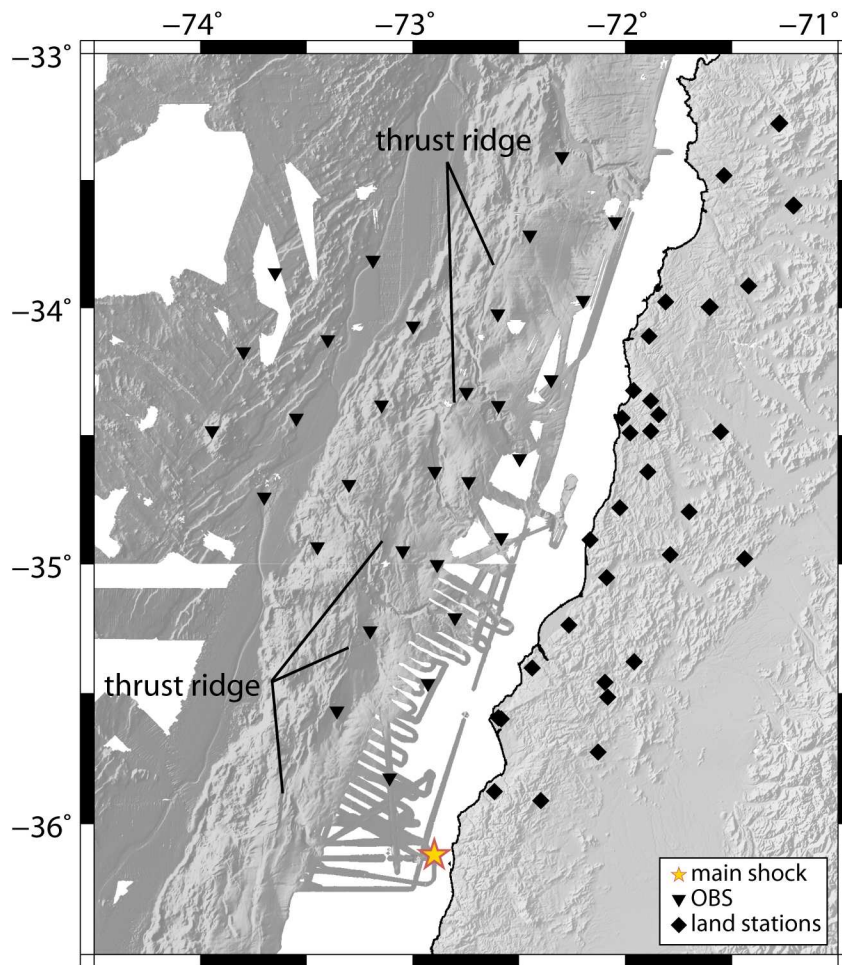 −74° −73° −72° −71°
−33°
thrust ridge
−34°
−35°
thrust ridge
−36°
main shock
OBS
land stations